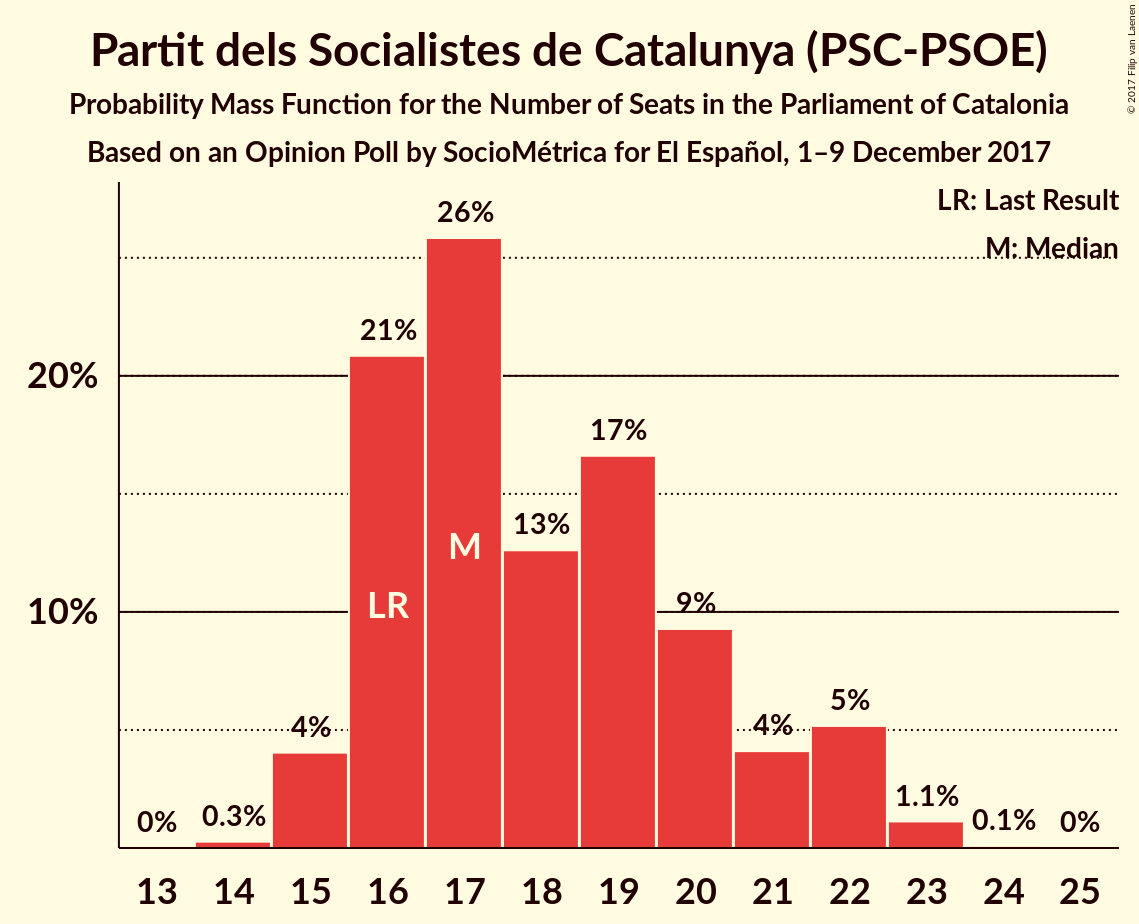 Partit dels Socialistes de Catalunya (PSC-PSOE)
Probability Mass Function for the Number of Seats in the Parliament of Catalonia
Based on an Opinion Poll by SocioMétrica for El Español, 1–9 December 2017
© 2017 Filip van Laenen
LR: Last Result
M: Median
26%
21%
20%
17%
13%
M
LR
10%
9%
5%
4%
4%
1.1%
0.3%
0.1%
0%
0%
13 14 15 16 17 18 19 20 21 22 23 24 25